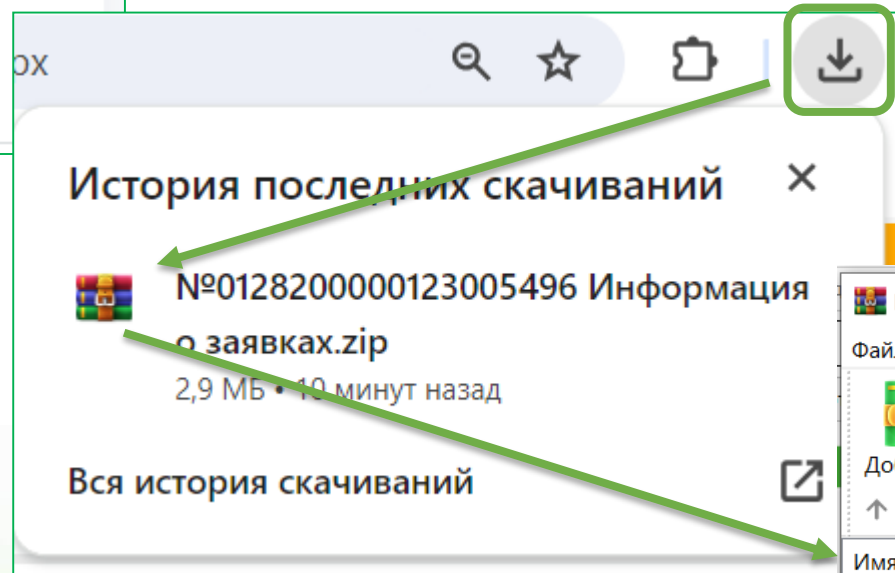 ox
История последних скачиваний
№0128200000123005496 Информация
о заявках.zip
2,9 МБ • 10 минут назад
Вся история скачиваний
Фай
До
Имя